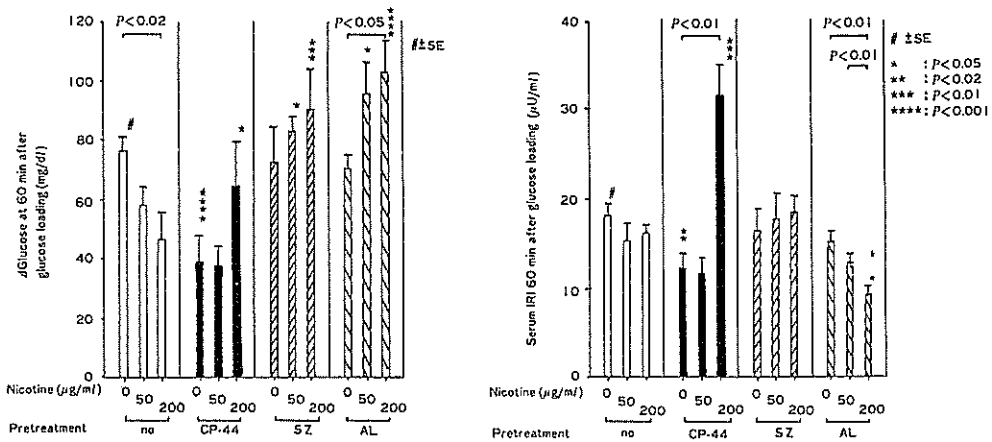 120
100
80
60
40
20
0
⊿Glucose at 60 min after
glucose loading (mg/dl)
P<0.02
P<0.05
#
#±SE
****
*
*
***
*
****
Nicotine (μg/ml) 0 50 200 0 50 200 0 50 200 0 50 200
Pretreatment no CP-44 SZ AL
40
30
20
10
0
Serum IRI 60 min after glucose loading (μU/ml)
P<0.01
P<0.01
P<0.01
#
**
***
* *
# ±SE
* : P<0.05
** : P<0.02
*** : P<0.01
**** : P<0.001
Nicotine (μg/ml) 0 50 200 0 50 200 0 50 200 0 50 200
Pretreatment no CP-44 SZ AL